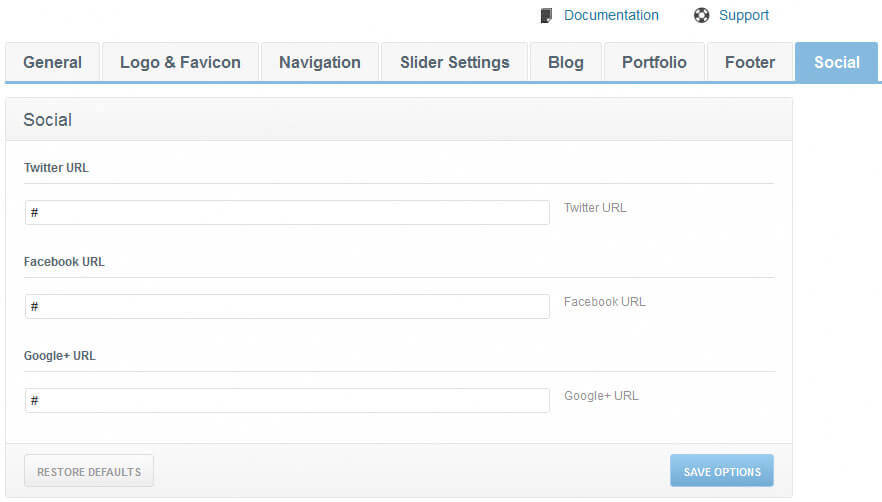 Documentation Support
General Logo & Favicon Navigation Slider Settings Blog Portfolio Footer Social
Social
Twitter URL
# Twitter URL
Facebook URL
# Facebook URL
Google+ URL
# Google+ URL
RESTORE DEFAULTS SAVE OPTIONS